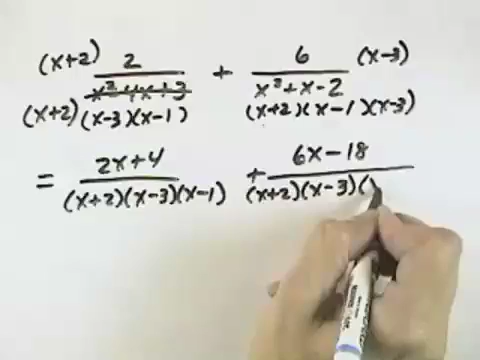 (x+2) 2 + 6 (x-3)
x²-4x+3 x²+x-2
(x+2)(x-3)(x-1) (x+2)(x-1)(x-3)
= 2x+4 + 6x-18
(x+2)(x-3)(x-1) (x+2)(x-3)(